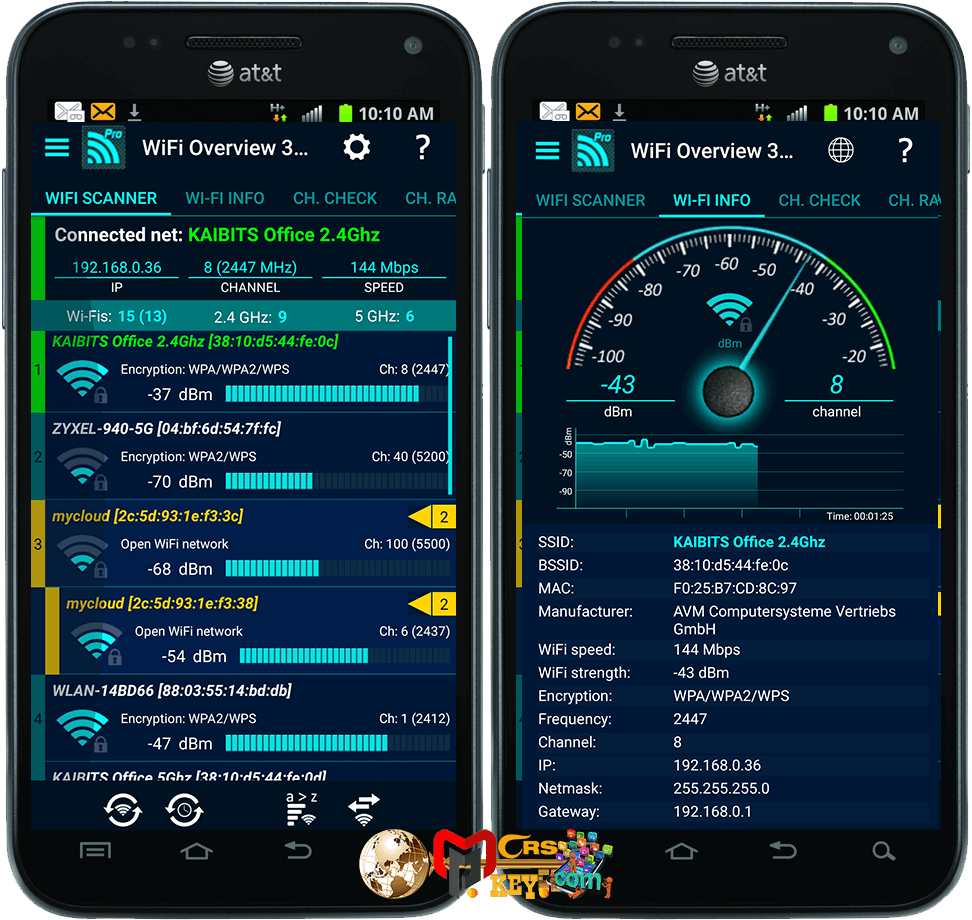 at&t
H+ 10:10 AM
Pro
WiFi Overview 3... ?
WIFI SCANNER WI-FI INFO CH. CHECK CH. RA
Connected net: KAIBITS Office 2.4Ghz
192.168.0.36 8 (2447 MHz) 144 Mbps
IP CHANNEL SPEED
Wi-Fis: 15 (13) 2.4 GHz: 9 5 GHz: 6
KAIBITS Office 2.4Ghz [38:10:d5:44:fe:0c]
1 Encryption: WPA/WPA2/WPS Ch: 8 (2447)
-37 dBm
ZYXEL-940-5G [04:bf:6d:54:7f:fc]
2 Encryption: WPA2/WPS Ch: 40 (5200)
-70 dBm
mycloud [2c:5d:93:1e:f3:3c] 2
3 Open WiFi network Ch: 100 (5500)
-68 dBm
mycloud [2c:5d:93:1e:f3:38] 2
Open WiFi network Ch: 6 (2437)
-54 dBm
WLAN-14BD66 [88:03:55:14:bd:db]
4 Encryption: WPA2/WPS Ch: 1 (2412)
-47 dBm
KAIBITS Office 5Ghz [38:10:d5:44:fe:0d]
a > z
at&t
H+ 10:10 AM
Pro
WiFi Overview 3... ?
WIFI SCANNER WI-FI INFO CH. CHECK CH. RAW
-100 -90 -80 -70 -60 -50 -40 -30 -20
dBm
-43 8
dBm channel
dBm
-50
-70
-90
Time: 00:01:25
SSID: KAIBITS Office 2.4Ghz
BSSID: 38:10:d5:44:fe:0c
MAC: F0:25:B7:CD:8C:97
Manufacturer: AVM Computersysteme Vertriebs
GmbH
WiFi speed: 144 Mbps
WiFi strength: -43 dBm
Encryption: WPA/WPA2/WPS
Frequency: 2447
Channel: 8
IP: 192.168.0.36
Netmask: 255.255.255.0
Gateway: 192.168.0.1
CRS
KEY
com